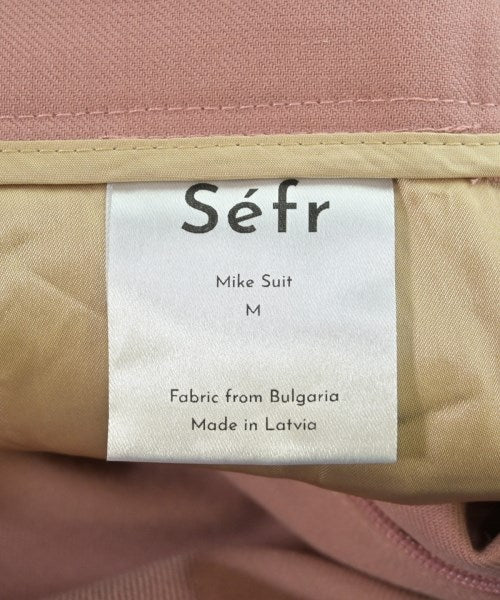 Séfr
Mike Suit
M
Fabric from Bulgaria
Made in Latvia